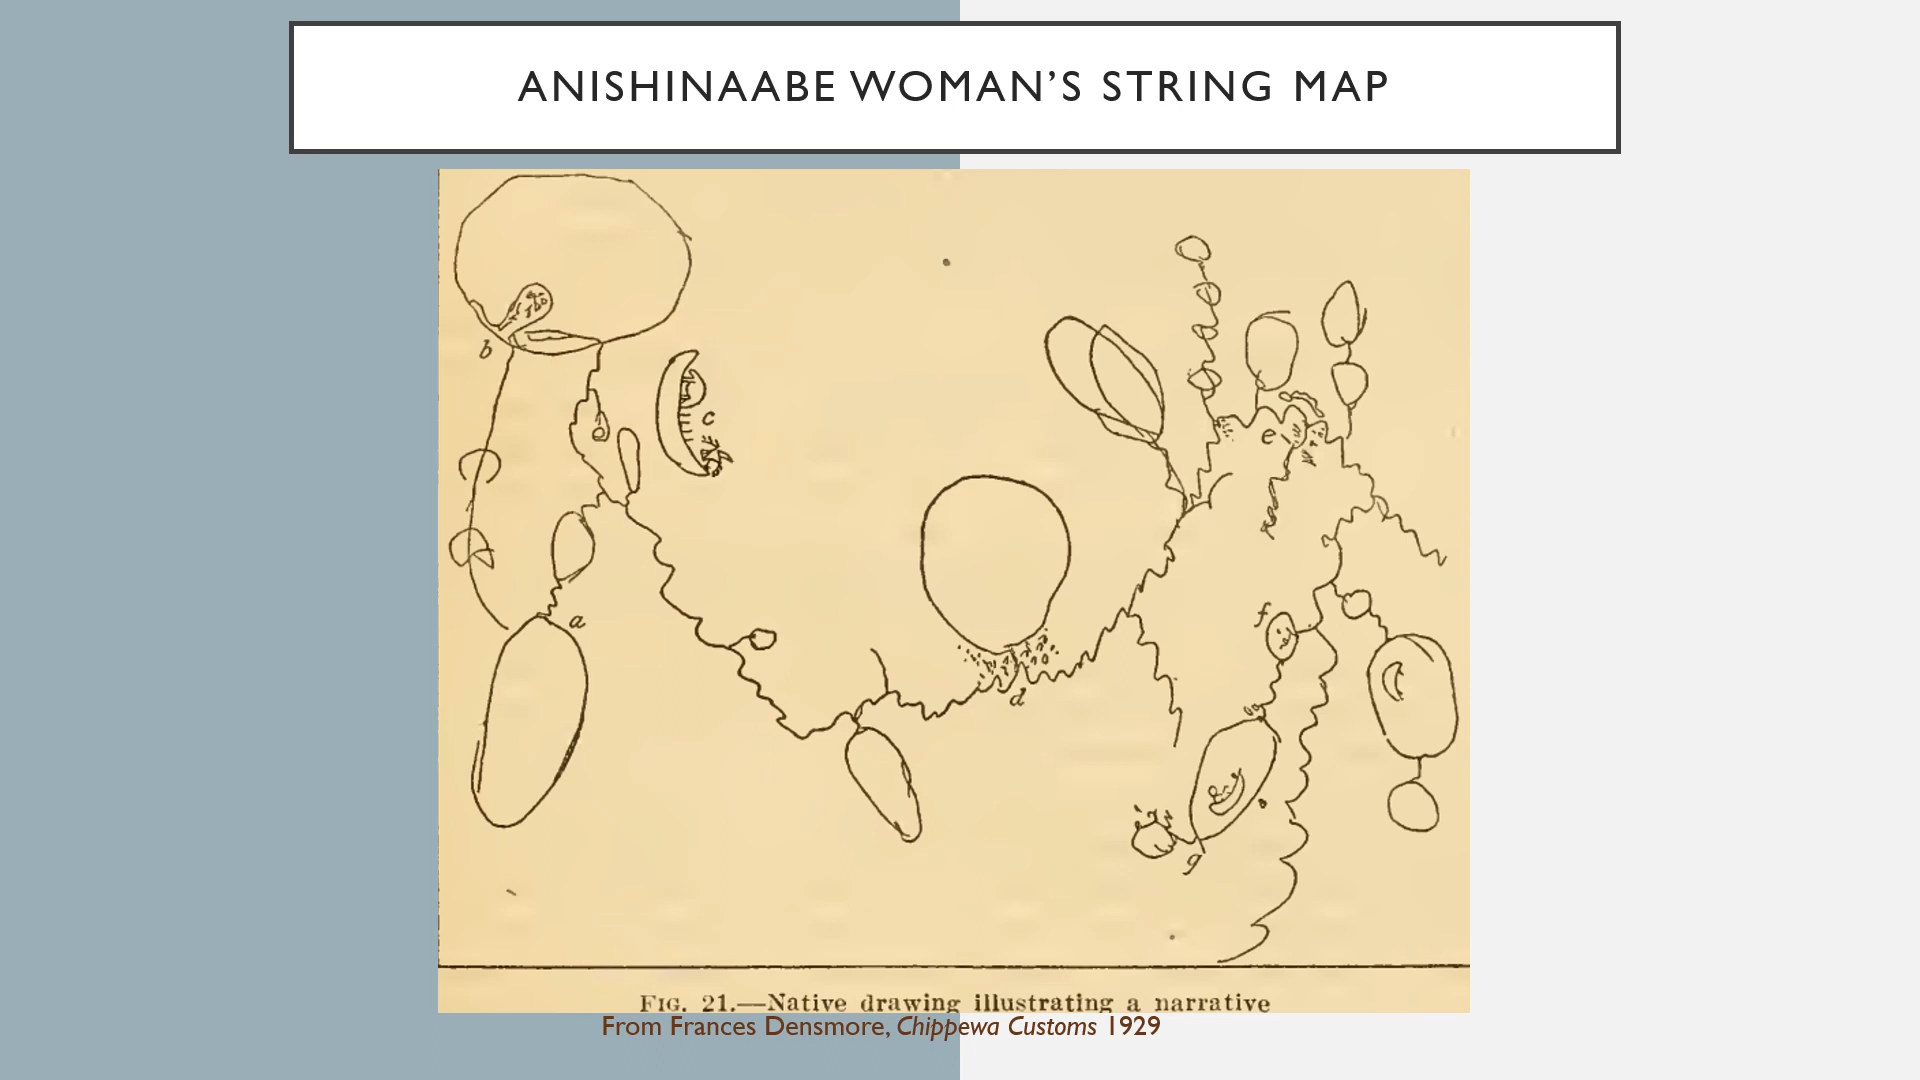 ANISHINAABE WOMAN’S STRING MAP
b
c
e
a
f
d
g
FIG. 21.—Native drawing illustrating a narrative
From Frances Densmore, Chippewa Customs 1929